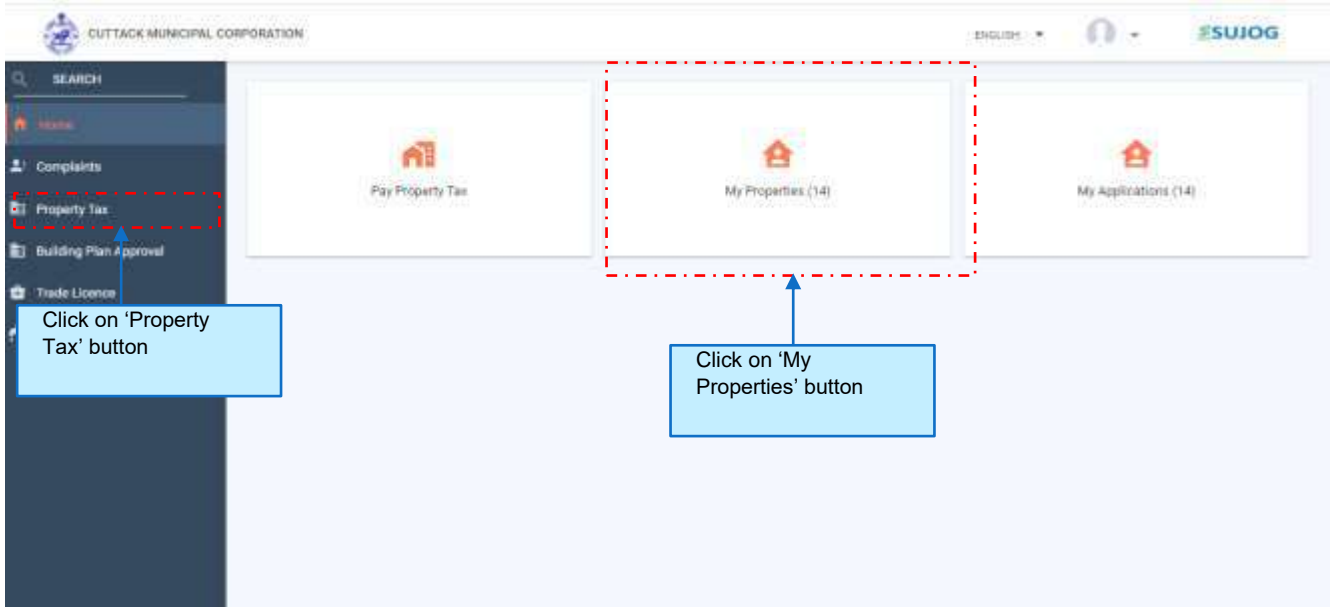 CUTTACK MUNICIPAL CORPORATION
ENGLISH
SUJOG
SEARCH
Home
Complaints
Property Tax
Building Plan Approval
Trade Licence
Pay Property Tax
My Properties (14)
My Applications (14)
Click on ‘Property
Tax’ button
Click on ‘My
Properties’ button